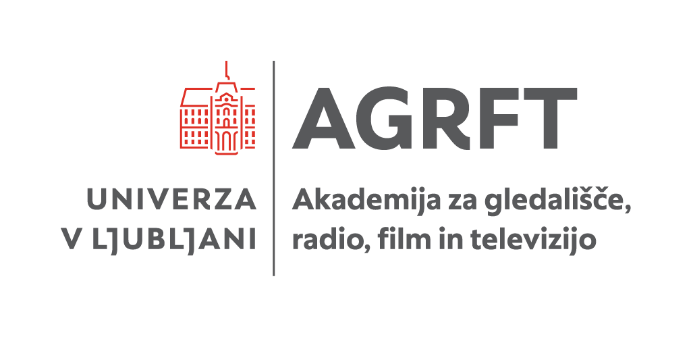 UNIVERZA
V LJUBLJANI
AGRFT
Akademija za gledališče,
radio, film in televizijo